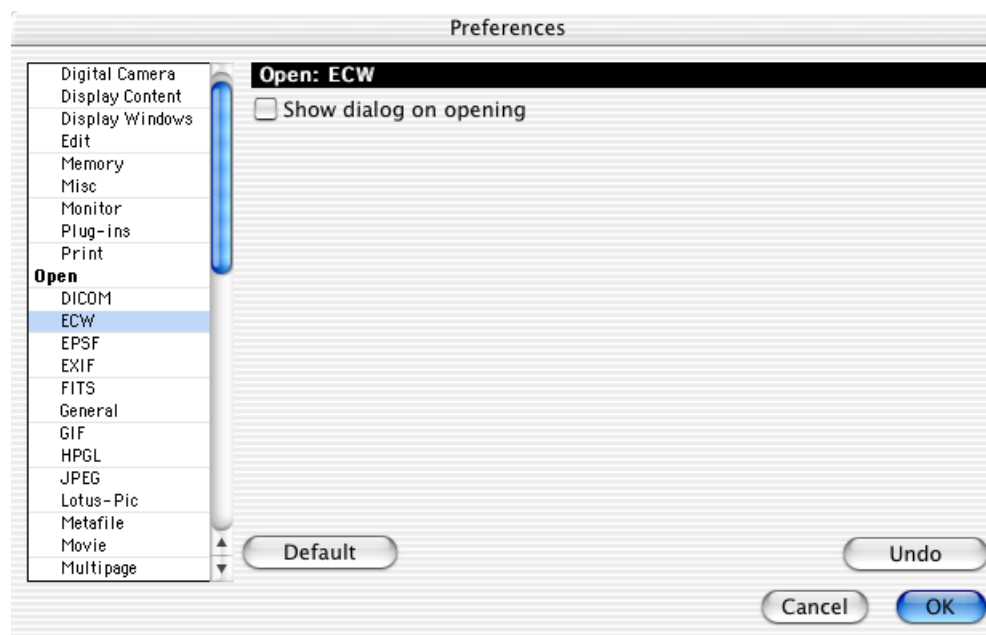 Preferences
Digital Camera
Display Content
Display Windows
Edit
Memory
Misc
Monitor
Plug-ins
Print
Open
DICOM
ECW
EPSF
EXIF
FITS
General
GIF
HPGL
JPEG
Lotus-Pic
Metafile
Movie
Multipage
Open: ECW
Show dialog on opening
Default
Undo
Cancel
OK